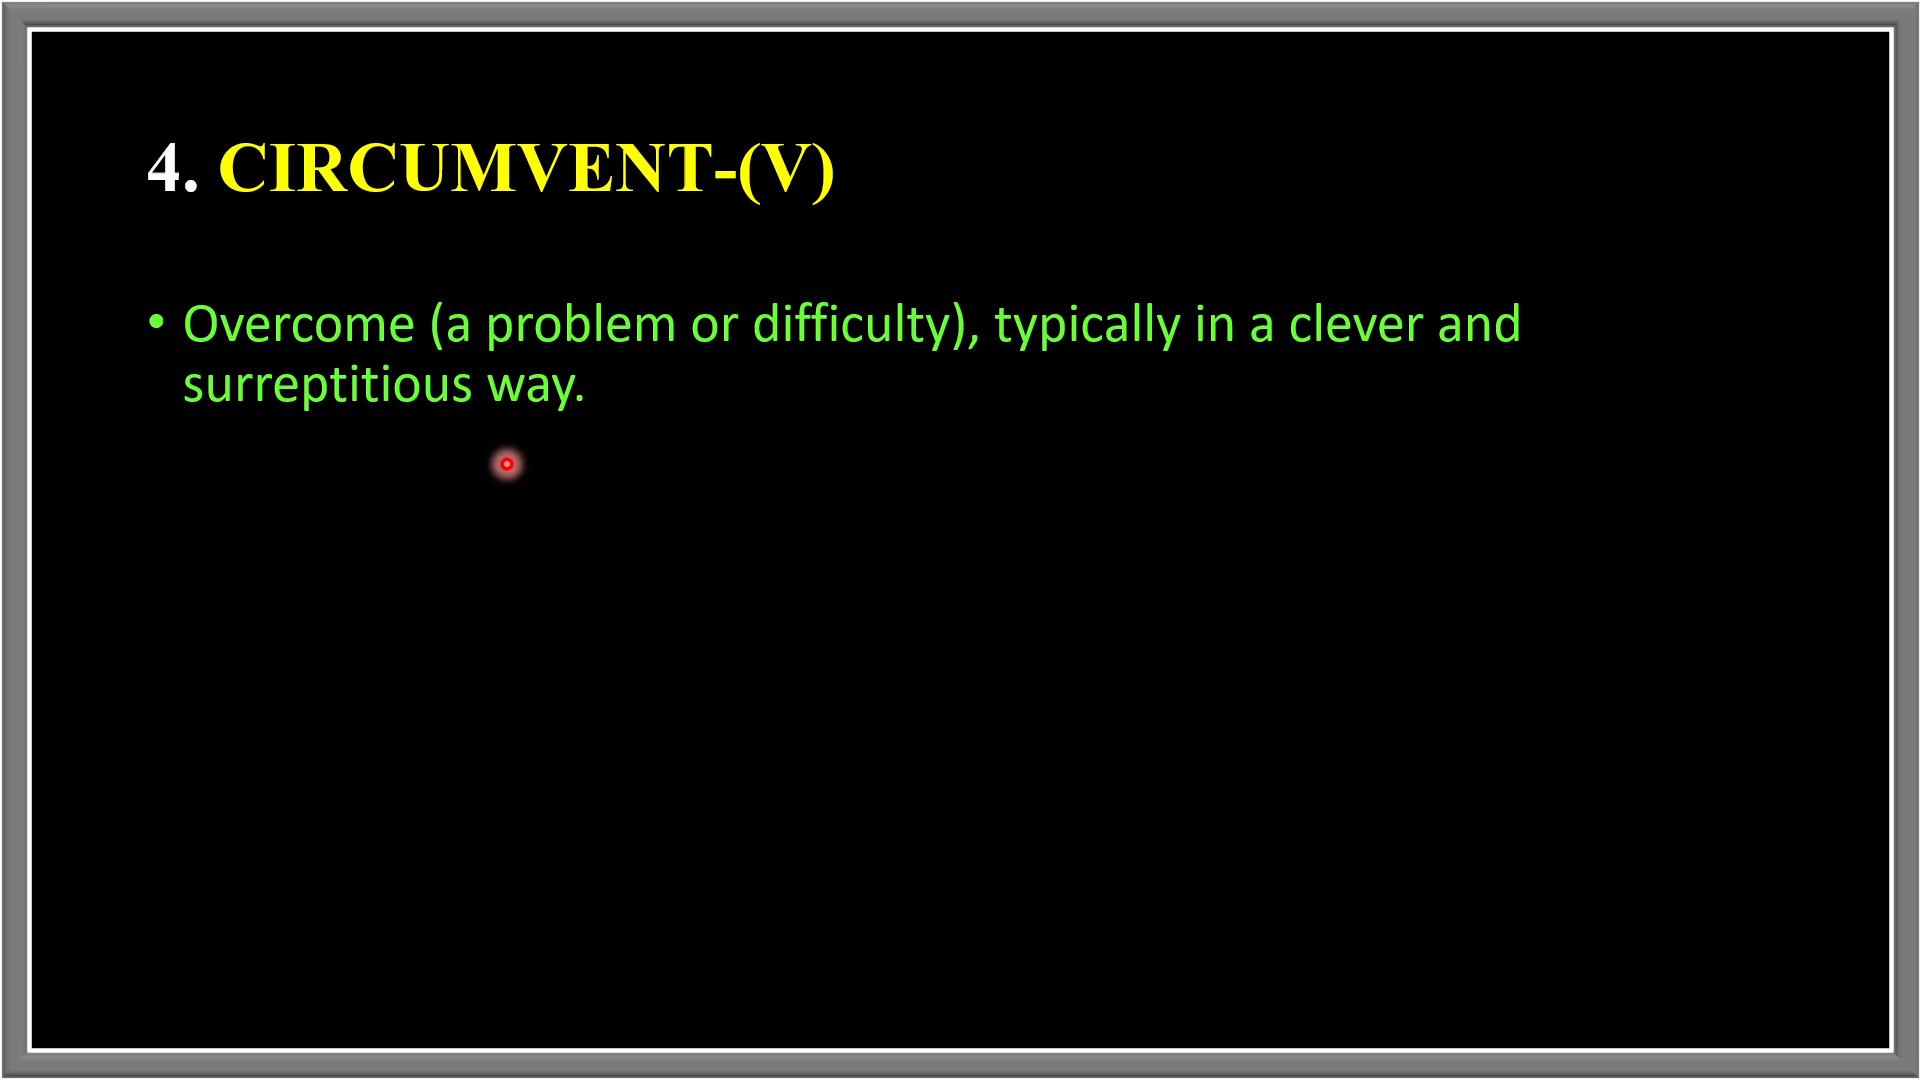 4. CIRCUMVENT-(V)
• Overcome (a problem or difficulty), typically in a clever and
surreptitious way.